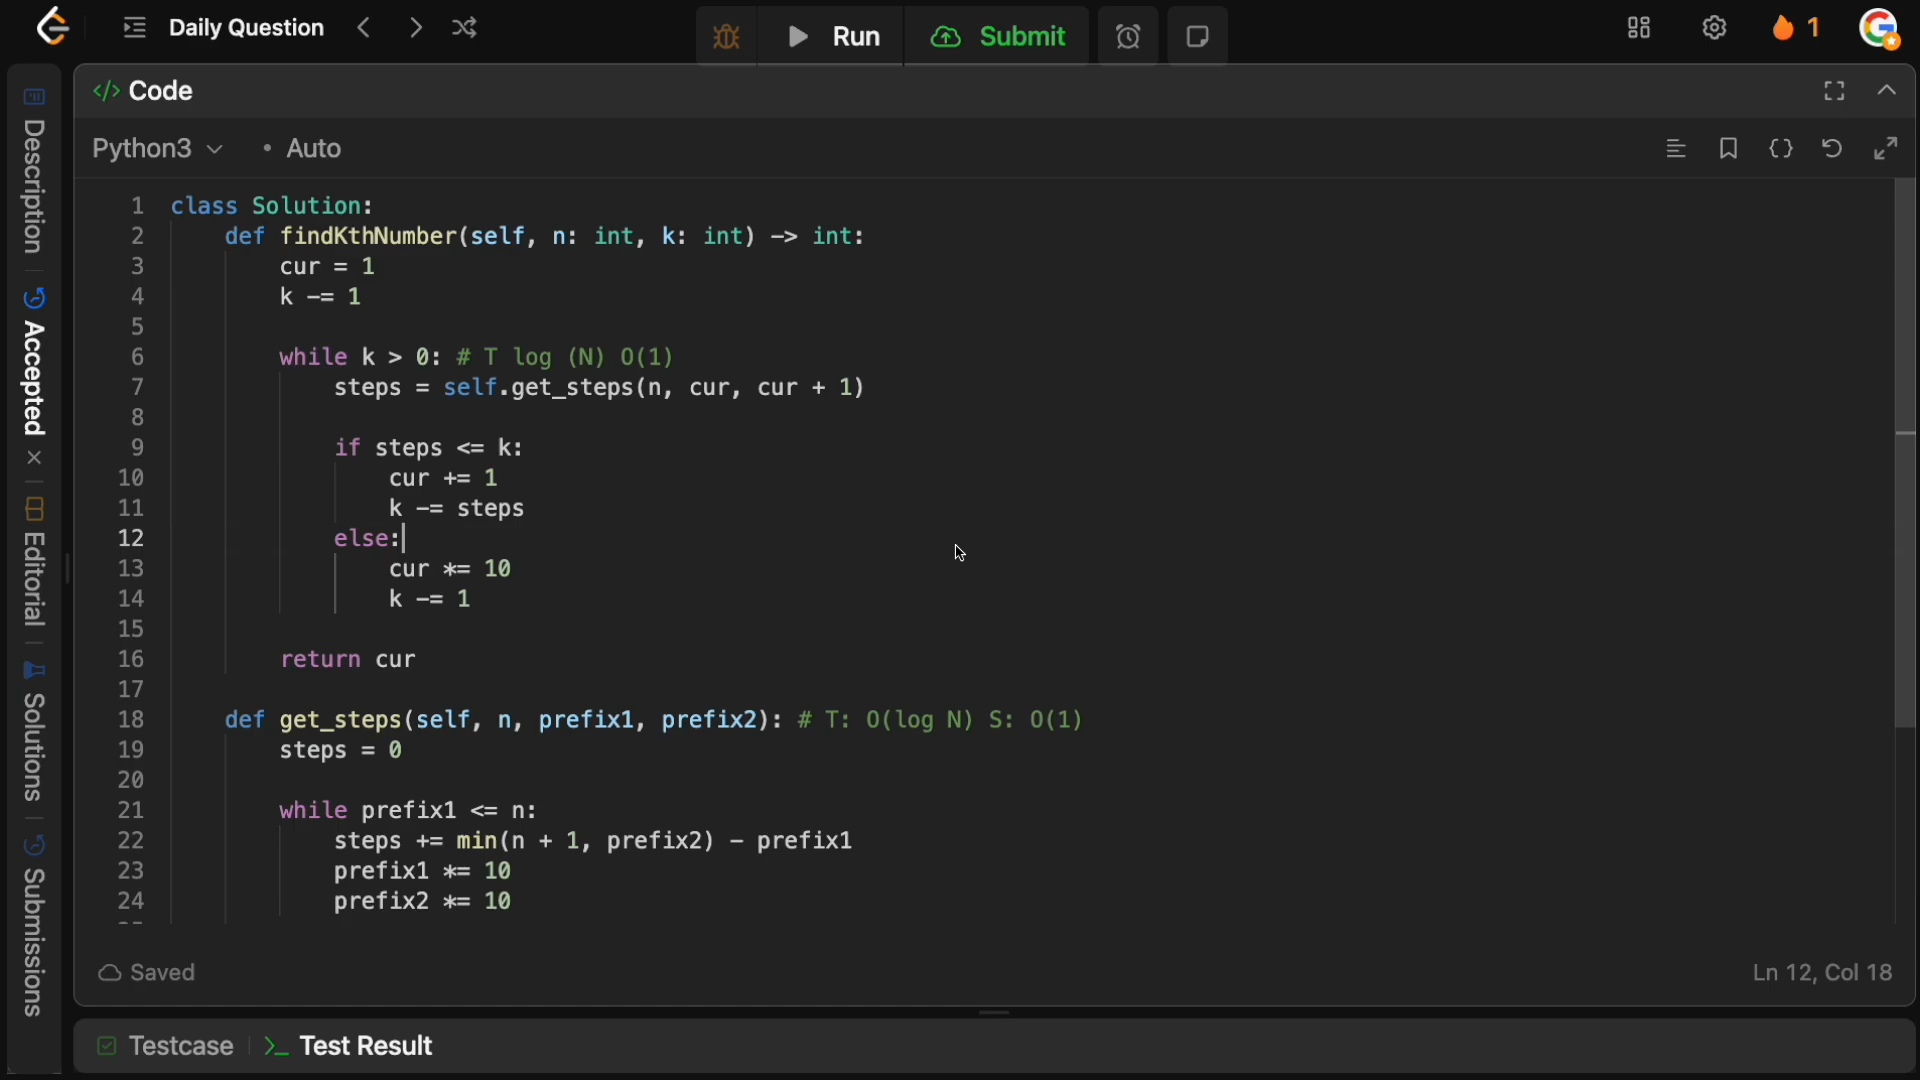 Daily Question
Run
Submit
1
Description
Accepted
Editorial
Solutions
Submissions
</> Code
Python3
• Auto
1 class Solution:
2 def findKthNumber(self, n: int, k: int) -> int:
3 cur = 1
4 k -= 1
5
6 while k > 0: # T log (N) O(1)
7 steps = self.get_steps(n, cur, cur + 1)
8
9 if steps <= k:
10 cur += 1
11 k -= steps
12 else:
13 cur *= 10
14 k -= 1
15
16 return cur
17
18 def get_steps(self, n, prefix1, prefix2): # T: O(log N) S: O(1)
19 steps = 0
20
21 while prefix1 <= n:
22 steps += min(n + 1, prefix2) - prefix1
23 prefix1 *= 10
24 prefix2 *= 10
Saved
Ln 12, Col 18
Testcase
Test Result